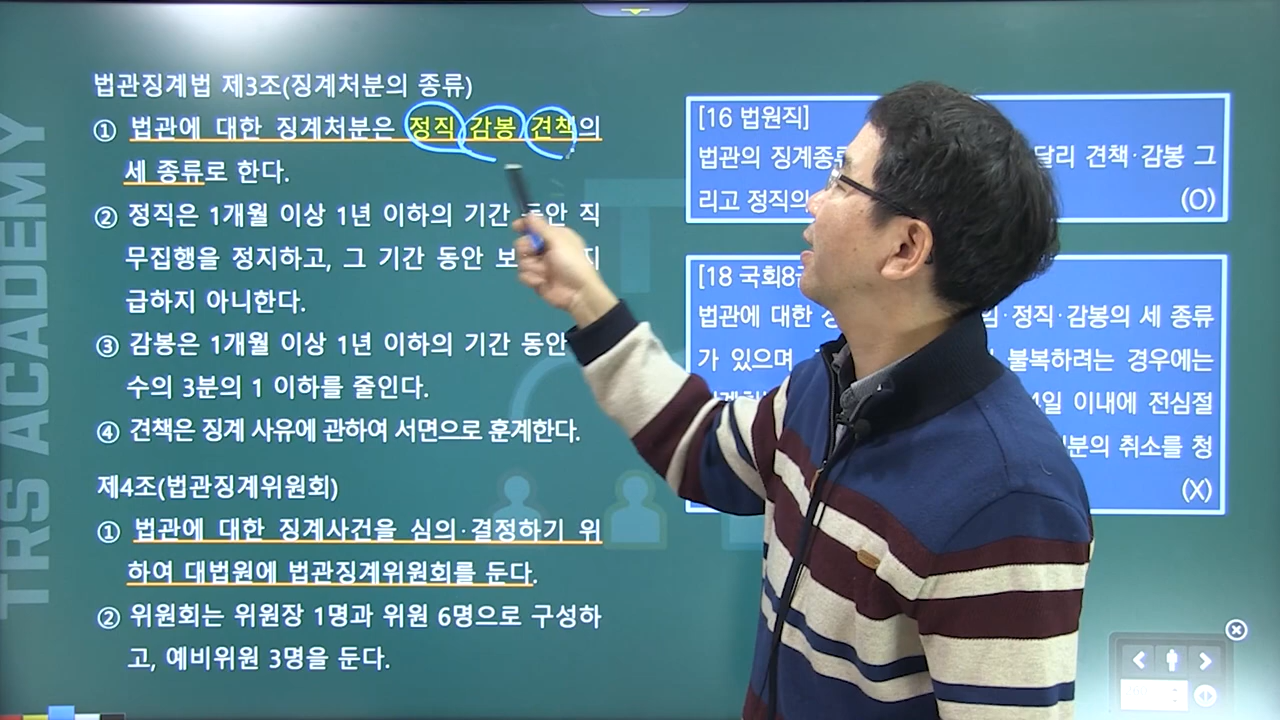 TRS ACADEMY
법관징계법 제3조(징계처분의 종류)
① 법관에 대한 징계처분은 정직 감봉 견책의
세 종류로 한다.
② 정직은 1개월 이상 1년 이하의 기간 동안 직
무집행을 정지하고, 그 기간 동안 보
급하지 아니한다.
③ 감봉은 1개월 이상 1년 이하의 기간 동안
수의 3분의 1 이하를 줄인다.
④ 견책은 징계 사유에 관하여 서면으로 훈계한다.
제4조(법관징계위원회)
① 법관에 대한 징계사건을 심의·결정하기 위
하여 대법원에 법관징계위원회를 둔다.
② 위원회는 위원장 1명과 위원 6명으로 구성하
고, 예비위원 3명을 둔다.
[16 법원직]
법관의 징계종 달리 견책·감봉 그
리고 정직의 (O)
[18 국회8
법관에 대한 ·정직·감봉의 세 종류
가 있으며 불복하려는 경우에는
이내에 전심절
취소를 청
(X)